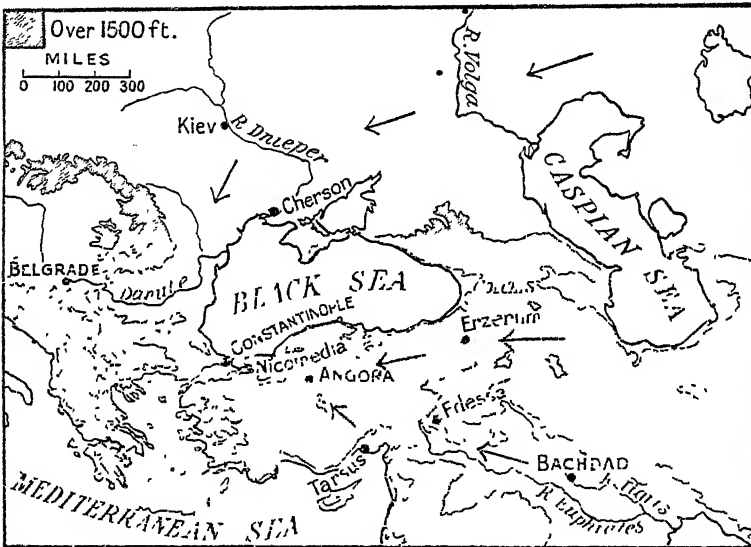 Over 1500 ft.
MILES
0 100 200 300
R. Volga
Kiev
R. Dnieper
Cherson
CASPIAN SEA
BELGRADE
BLACK SEA
CONSTANTINOPLE
Nicomedia
ANGORA
Erzerum
Tarsus
BAGHDAD
R. Euphrates
MEDITERRANEAN SEA